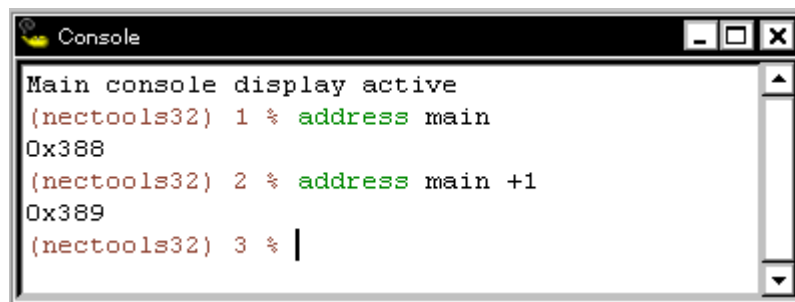 Console
Main console display active
(nectools32) 1 % address main
0x388
(nectools32) 2 % address main +1
0x389
(nectools32) 3 %